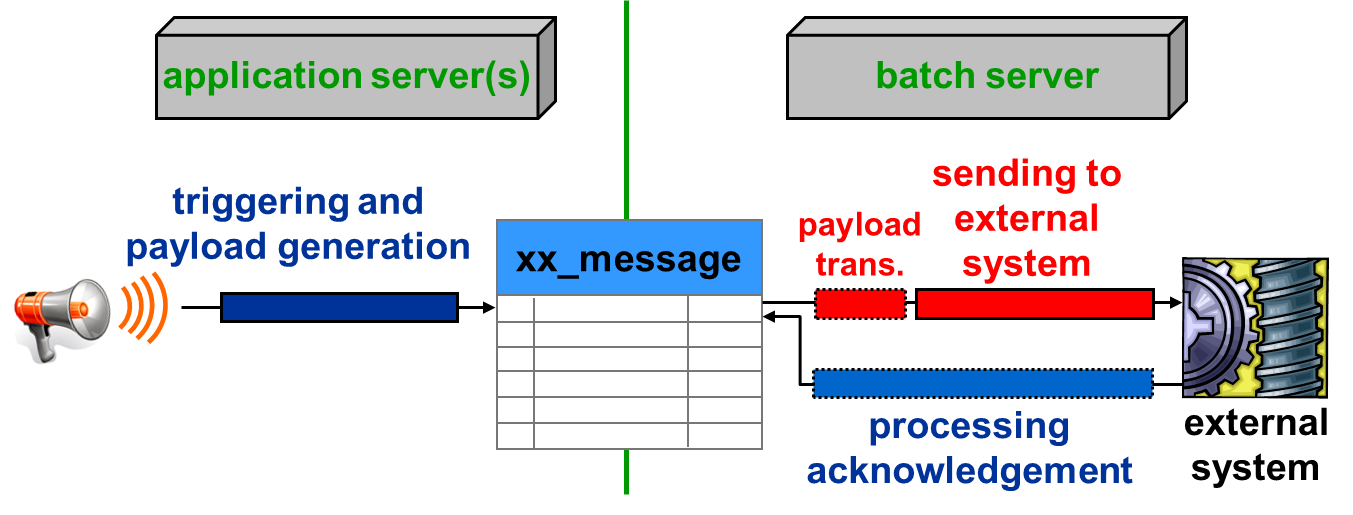 application server(s)
batch server
triggering and
payload generation
xx_message
payload
trans.
sending to
external
system
processing
acknowledgement
external
system